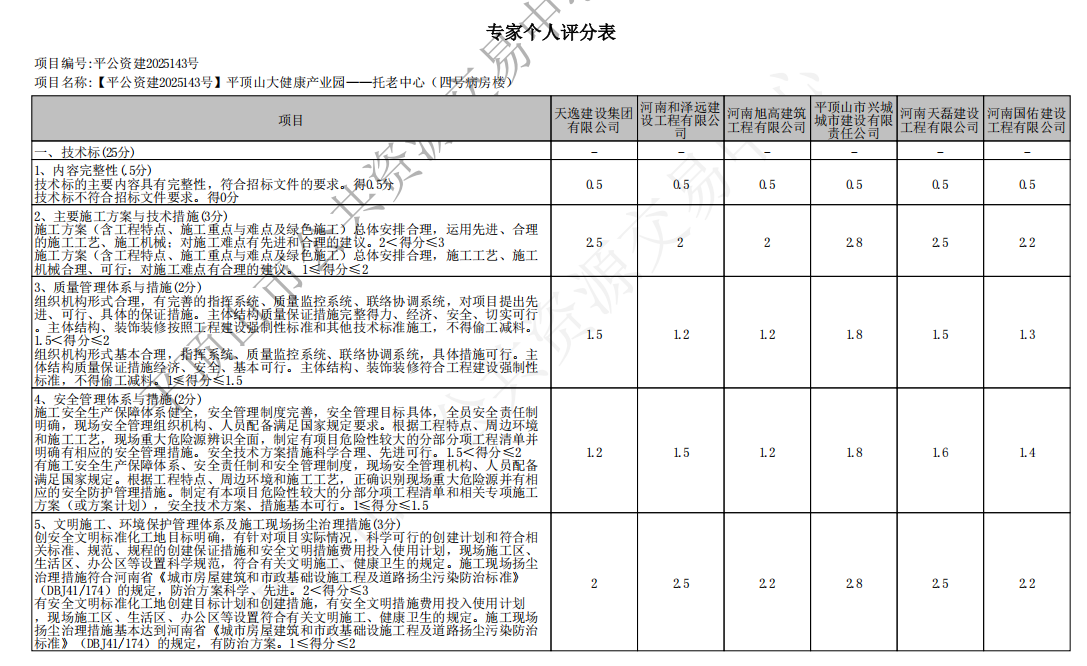 专家个人评分表
项目编号:平公资建2025143号
项目名称:【平公资建2025143号】平顶山大健康产业园——托老中心（四号病房楼）
项目
天逸建设集团
有限公司
河南和泽远建
设工程有限公
司
河南旭高建筑
工程有限公司
平顶山市兴城
城市建设有限
责任公司
河南天磊建设
工程有限公司
河南国佑建设
工程有限公司
一、技术标(25分)
- - - - - -
1、内容完整性(.5分)
技术标的主要内容具有完整性，符合招标文件的要求。得0.5分
技术标不符合招标文件要求。得0分
0.5 0.5 0.5 0.5 0.5 0.5
2、主要施工方案与技术措施(3分)
施工方案（含工程特点、施工重点与难点及绿色施工）总体安排合理，运用先进、合理
的施工工艺、施工机械；对施工难点有先进和合理的建议。2＜得分≤3
施工方案（含工程特点、施工重点与难点及绿色施工）总体安排合理，施工工艺、施工
机械合理、可行；对施工难点有合理的建议。1≤得分≤2
2.5 2 2 2.8 2.5 2.2
3、质量管理体系与措施(2分)
组织机构形式合理，有完善的指挥系统、质量监控系统、联络协调系统，对项目提出先
进、可行、具体的保证措施。主体结构质量保证措施完整得力、经济、安全、切实可行
。主体结构、装饰装修按照工程建设强制性标准和其他技术标准施工，不得偷工减料。
1.5＜得分≤2
组织机构形式基本合理，指挥系统、质量监控系统、联络协调系统，具体措施可行。主
体结构质量保证措施经济、安全、基本可行。主体结构、装饰装修符合工程建设强制性
标准，不得偷工减料。1≤得分≤1.5
1.5 1.2 1.2 1.8 1.5 1.3
4、安全管理体系与措施(2分)
施工安全生产保障体系健全，安全管理制度完善，安全管理目标具体，全员安全责任制
明确，现场安全管理组织机构、人员配备满足国家规定要求。根据工程特点、周边环境
和施工工艺，现场重大危险源辨识全面，制定有项目危险性较大的分部分项工程清单并
明确有相应的安全管理措施。安全技术方案措施科学合理、先进可行。1.5＜得分≤2
有施工安全生产保障体系、安全责任制和安全管理制度，现场安全管理机构、人员配备
满足国家规定。根据工程特点、周边环境和施工工艺，正确识别现场重大危险源并有相
应的安全防护管理措施。制定有本项目危险性较大的分部分项工程清单和相关专项施工
方案（或方案计划），安全技术方案、措施基本可行。1≤得分≤1.5
1.2 1.5 1.2 1.8 1.6 1.4
5、文明施工、环境保护管理体系及施工现场扬尘治理措施(3分)
创安全文明标准化工地目标明确，有针对项目实际情况，科学可行的创建计划和符合相
关标准、规范、规程的创建保证措施和安全文明措施费用投入使用计划，现场施工区、
生活区、办公区等设置科学规范，符合有关文明施工、健康卫生的规定。施工现场扬尘
治理措施符合河南省《城市房屋建筑和市政基础设施工程及道路扬尘污染防治标准》
（DBJ41/174）的规定，防治方案科学、先进。2＜得分≤3
有安全文明标准化工地创建目标计划和创建措施，有安全文明措施费用投入使用计划
，现场施工区、生活区、办公区等设置符合有关文明施工、健康卫生的规定。施工现场
扬尘治理措施基本达到河南省《城市房屋建筑和市政基础设施工程及道路扬尘污染防治
标准》（DBJ41/174）的规定，有防治方案。1≤得分≤2
2 2.5 2.2 2.8 2.5 2.2